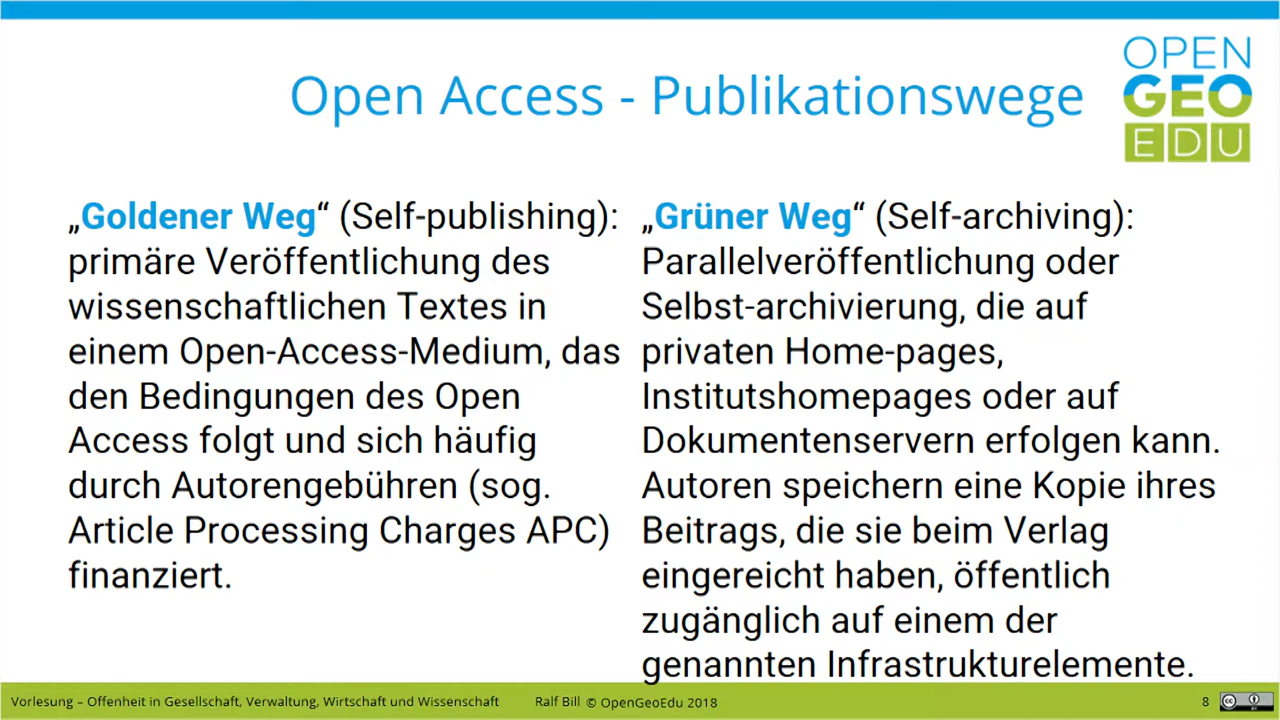 Open Access - Publikationswege
OPEN
GEO
EDU
„Goldener Weg“ (Self-publishing):
primäre Veröffentlichung des
wissenschaftlichen Textes in
einem Open-Access-Medium, das
den Bedingungen des Open
Access folgt und sich häufig
durch Autorengebühren (sog.
Article Processing Charges APC)
finanziert.
„Grüner Weg“ (Self-archiving):
Parallelveröffentlichung oder
Selbst-archivierung, die auf
privaten Home-pages,
Institutshomepages oder auf
Dokumentenservern erfolgen kann.
Autoren speichern eine Kopie ihres
Beitrags, die sie beim Verlag
eingereicht haben, öffentlich
zugänglich auf einem der
genannten Infrastrukturelemente.
Vorlesung – Offenheit in Gesellschaft, Verwaltung, Wirtschaft und Wissenschaft
Ralf Bill © OpenGeoEdu 2018
8
cc
BY